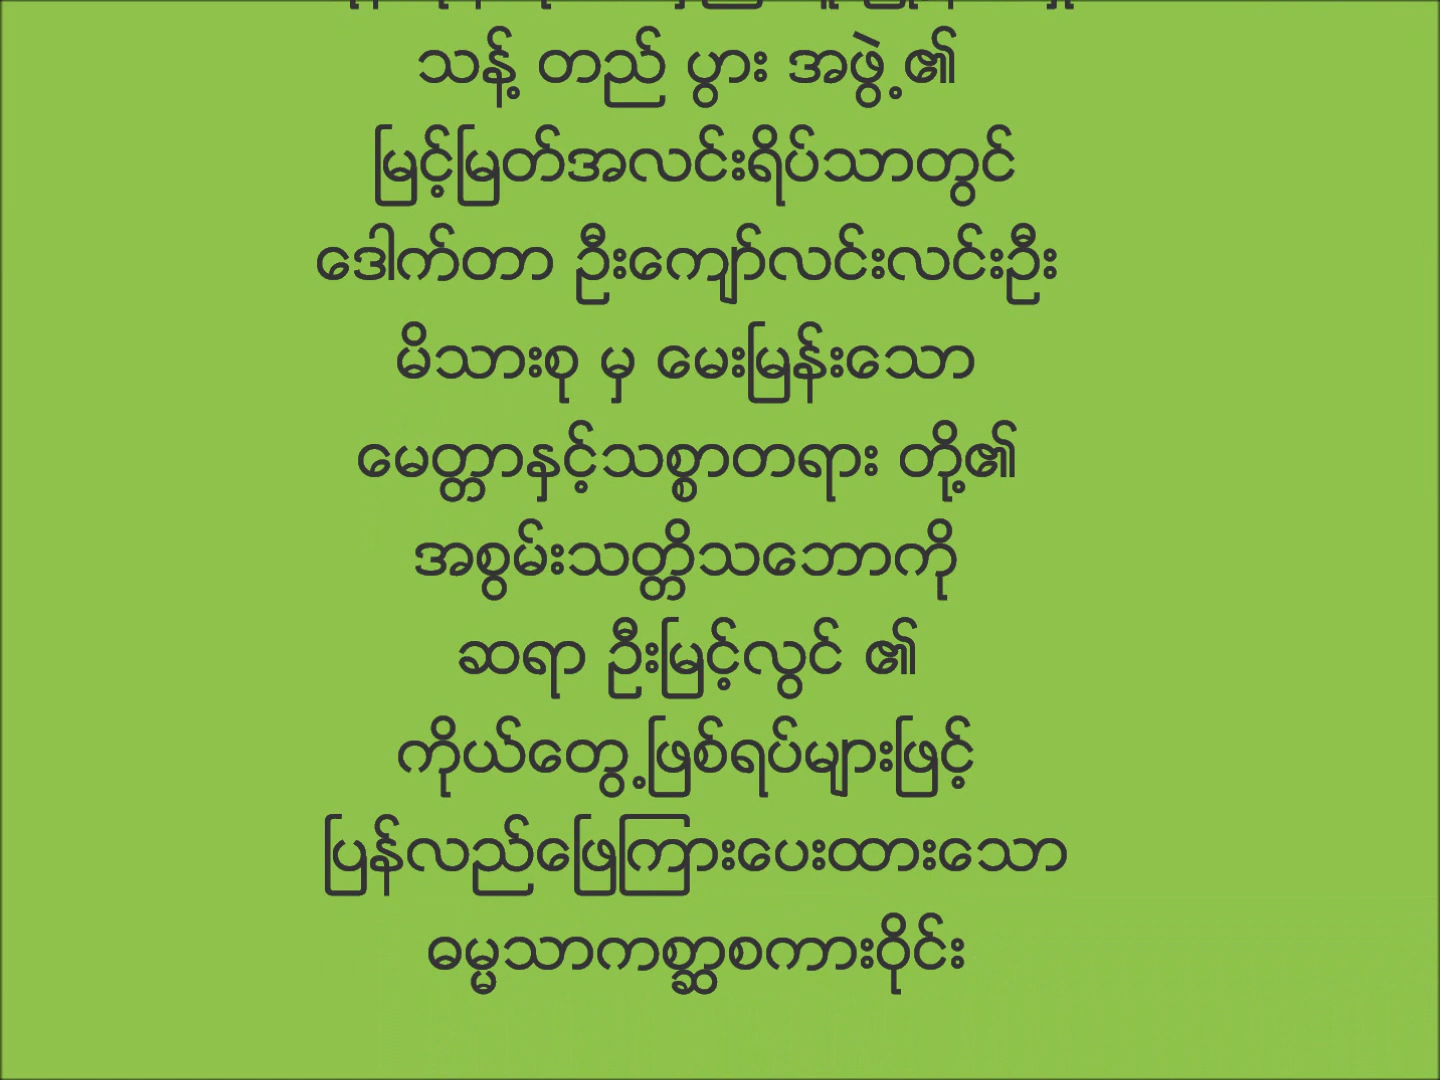 သန့် တည် ပွား အဖွဲ့၏
မြင့်မြတ်အလင်းရိပ်သာတွင်
ဒေါက်တာ ဦးကျော်လင်းလင်းဦး
မိသားစု မှ မေးမြန်းသော
မေတ္တာနှင့်သစ္စာတရား တို့၏
အစွမ်းသတ္တိသဘောကို
ဆရာ ဦးမြင့်လွင် ၏
ကိုယ်တွေ့ဖြစ်ရပ်များဖြင့်
ပြန်လည်ဖြေကြားပေးထားသော
ဓမ္မသာကစ္ဆာစကားဝိုင်း